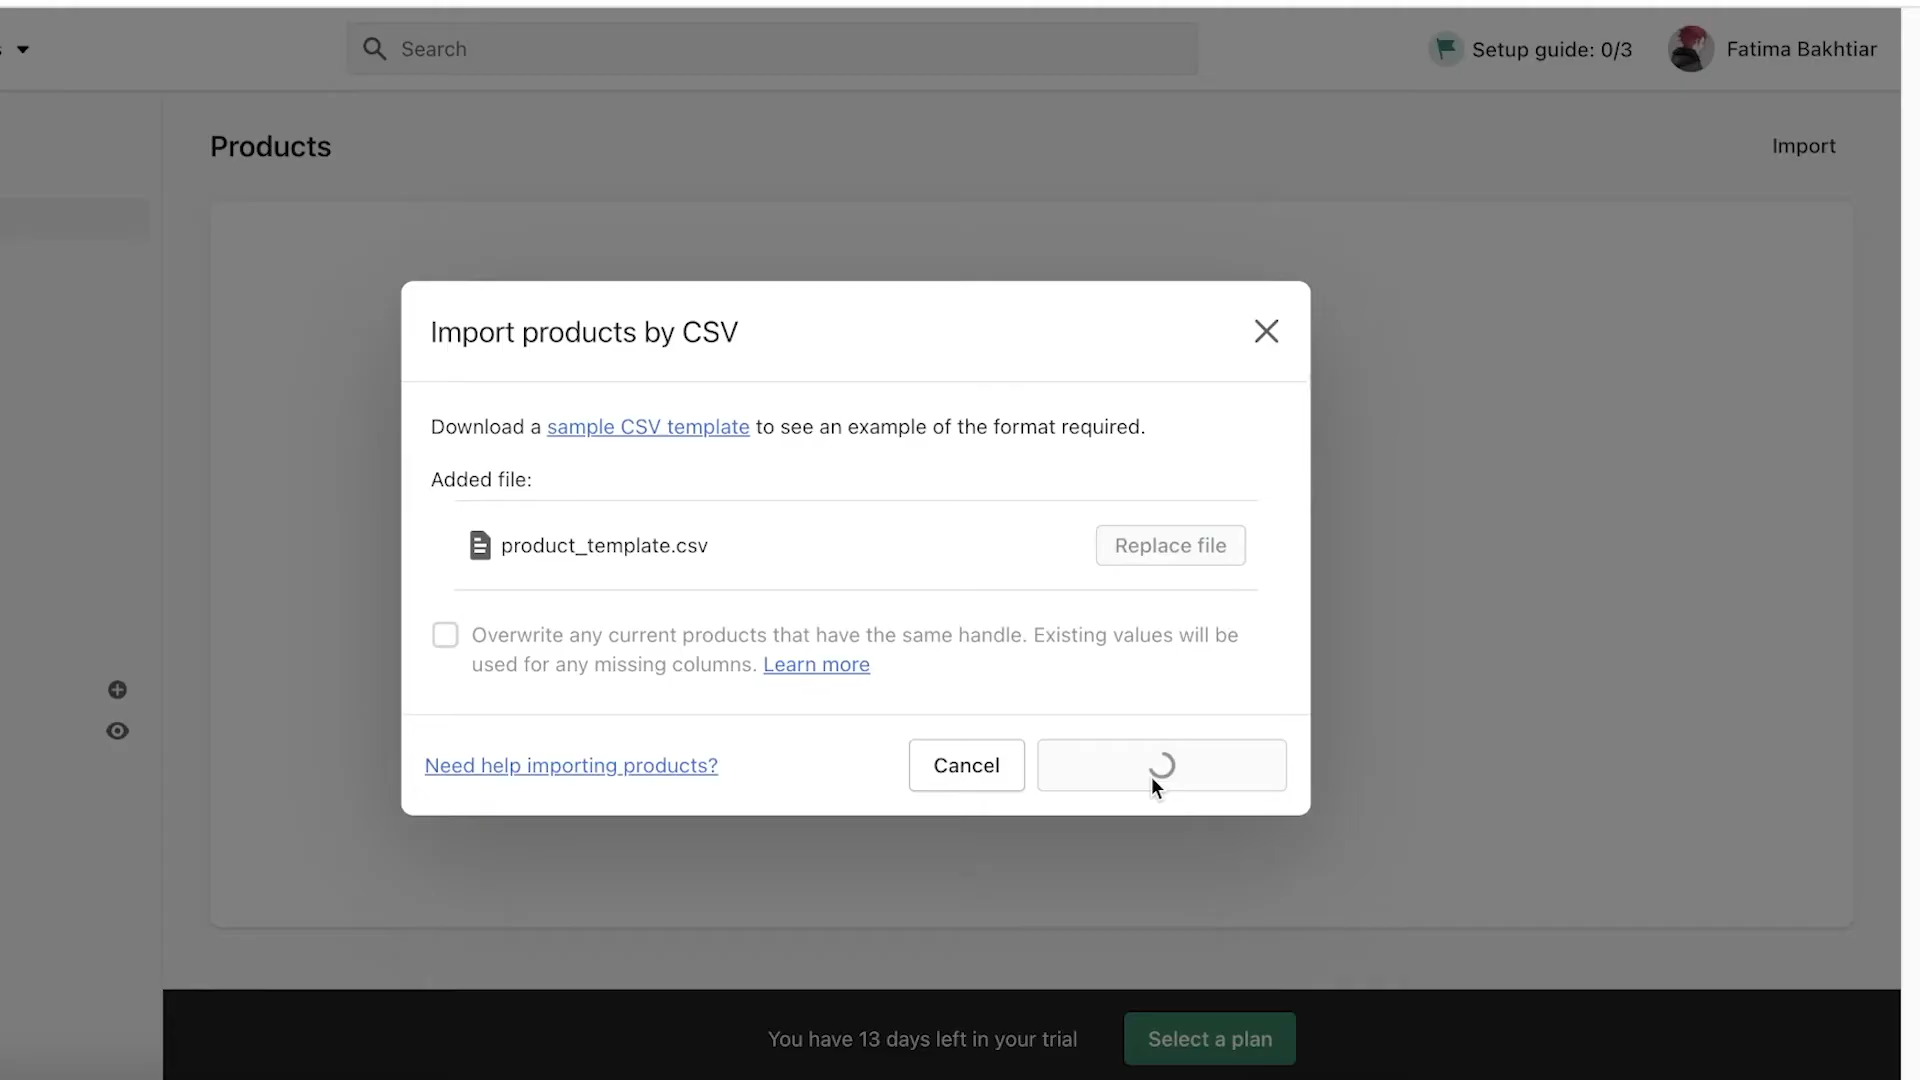 Search
Setup guide: 0/3
Fatima Bakhtiar
Products
Import
Import products by CSV
Download a sample CSV template to see an example of the format required.
Added file:
product_template.csv
Replace file
Overwrite any current products that have the same handle. Existing values will be
used for any missing columns. Learn more
Need help importing products?
Cancel
You have 13 days left in your trial
Select a plan